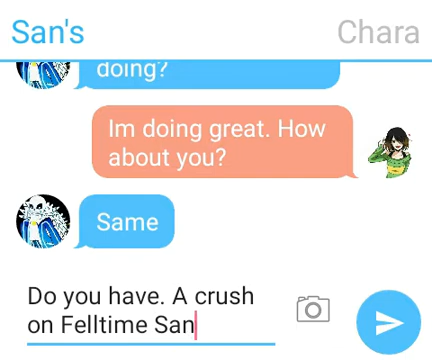 San's
Chara
doing?
Im doing great. How
about you?
Same
Do you have. A crush
on Felltime San